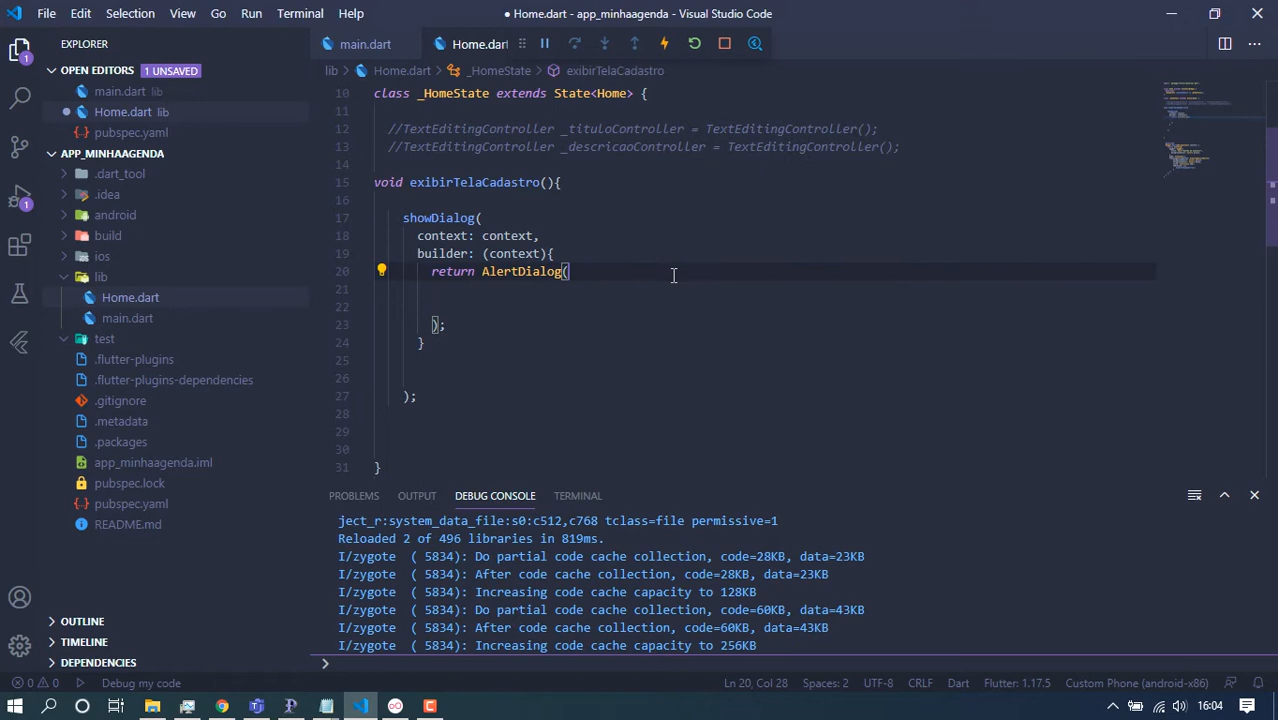 File Edit Selection View Go Run Terminal Help
● Home.dart - app_minhaagenda - Visual Studio Code
EXPLORER
main.dart
Home.dart
OPEN EDITORS 1 UNSAVED
main.dart lib
Home.dart lib
pubspec.yaml
APP_MINHAAGENDA
.dart_tool
.idea
android
build
ios
lib
Home.dart
main.dart
test
.flutter-plugins
.flutter-plugins-dependencies
.gitignore
.metadata
.packages
app_minhaagenda.iml
pubspec.lock
pubspec.yaml
README.md
OUTLINE
TIMELINE
DEPENDENCIES
lib > Home.dart > _HomeState > exibirTelaCadastro
10 class _HomeState extends State<Home> {
11
12 //TextEditingController _tituloController = TextEditingController();
13 //TextEditingController _descricaoController = TextEditingController();
14
15 void exibirTelaCadastro(){
16
17 showDialog(
18 context: context,
19 builder: (context){
20 return AlertDialog(
21
22
23 );
24 }
25
26
27 );
28
29
30
31 }
PROBLEMS OUTPUT DEBUG CONSOLE TERMINAL
ject_r:system_data_file:s0:c512,c768 tclass=file permissive=1
Reloaded 2 of 496 libraries in 819ms.
I/zygote ( 5834): Do partial code cache collection, code=28KB, data=23KB
I/zygote ( 5834): After code cache collection, code=28KB, data=23KB
I/zygote ( 5834): Increasing code cache capacity to 128KB
I/zygote ( 5834): Do partial code cache collection, code=60KB, data=43KB
I/zygote ( 5834): After code cache collection, code=60KB, data=43KB
I/zygote ( 5834): Increasing code cache capacity to 256KB
0 0 Debug my code
Ln 20, Col 28 Spaces: 2 UTF-8 CRLF Dart Flutter: 1.17.5 Custom Phone (android-x86)
16:04